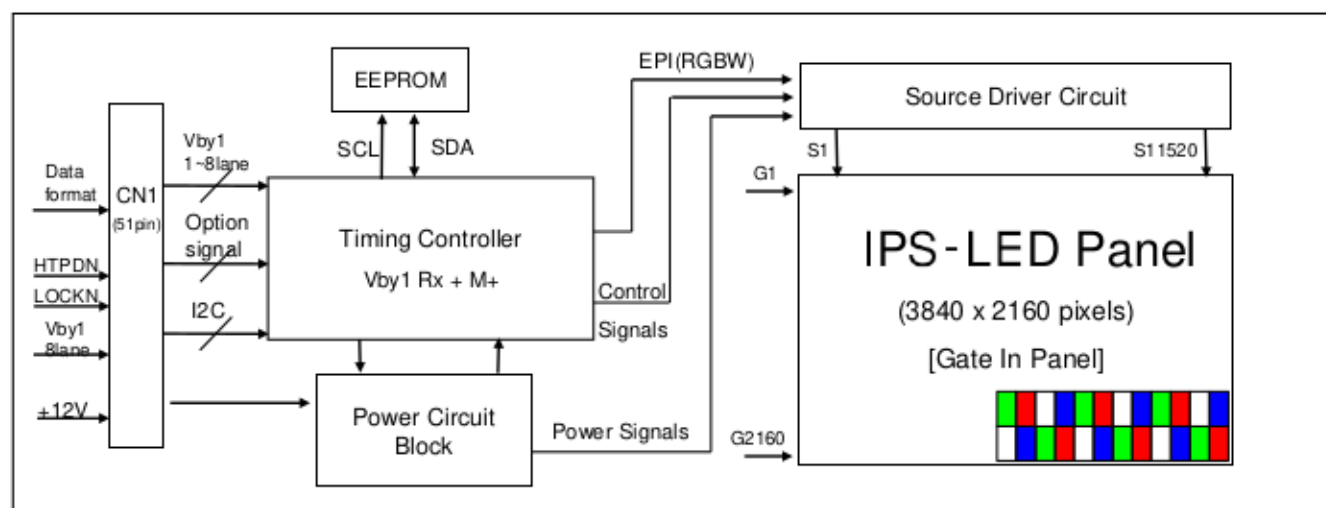 EEPROM
EPI(RGBW)
Source Driver Circuit
Vby1
1~8lane
SCL
SDA
S1
S11520
Data
format
CN1
(51pin)
G1
Option
signal
Timing Controller
Vby1 Rx + M+
IPS-LED Panel
(3840 x 2160 pixels)
[Gate In Panel]
HTPDN
LOCKN
I2C
Control
Signals
Vby1
8lane
+12V
Power Circuit
Block
Power Signals
G2160